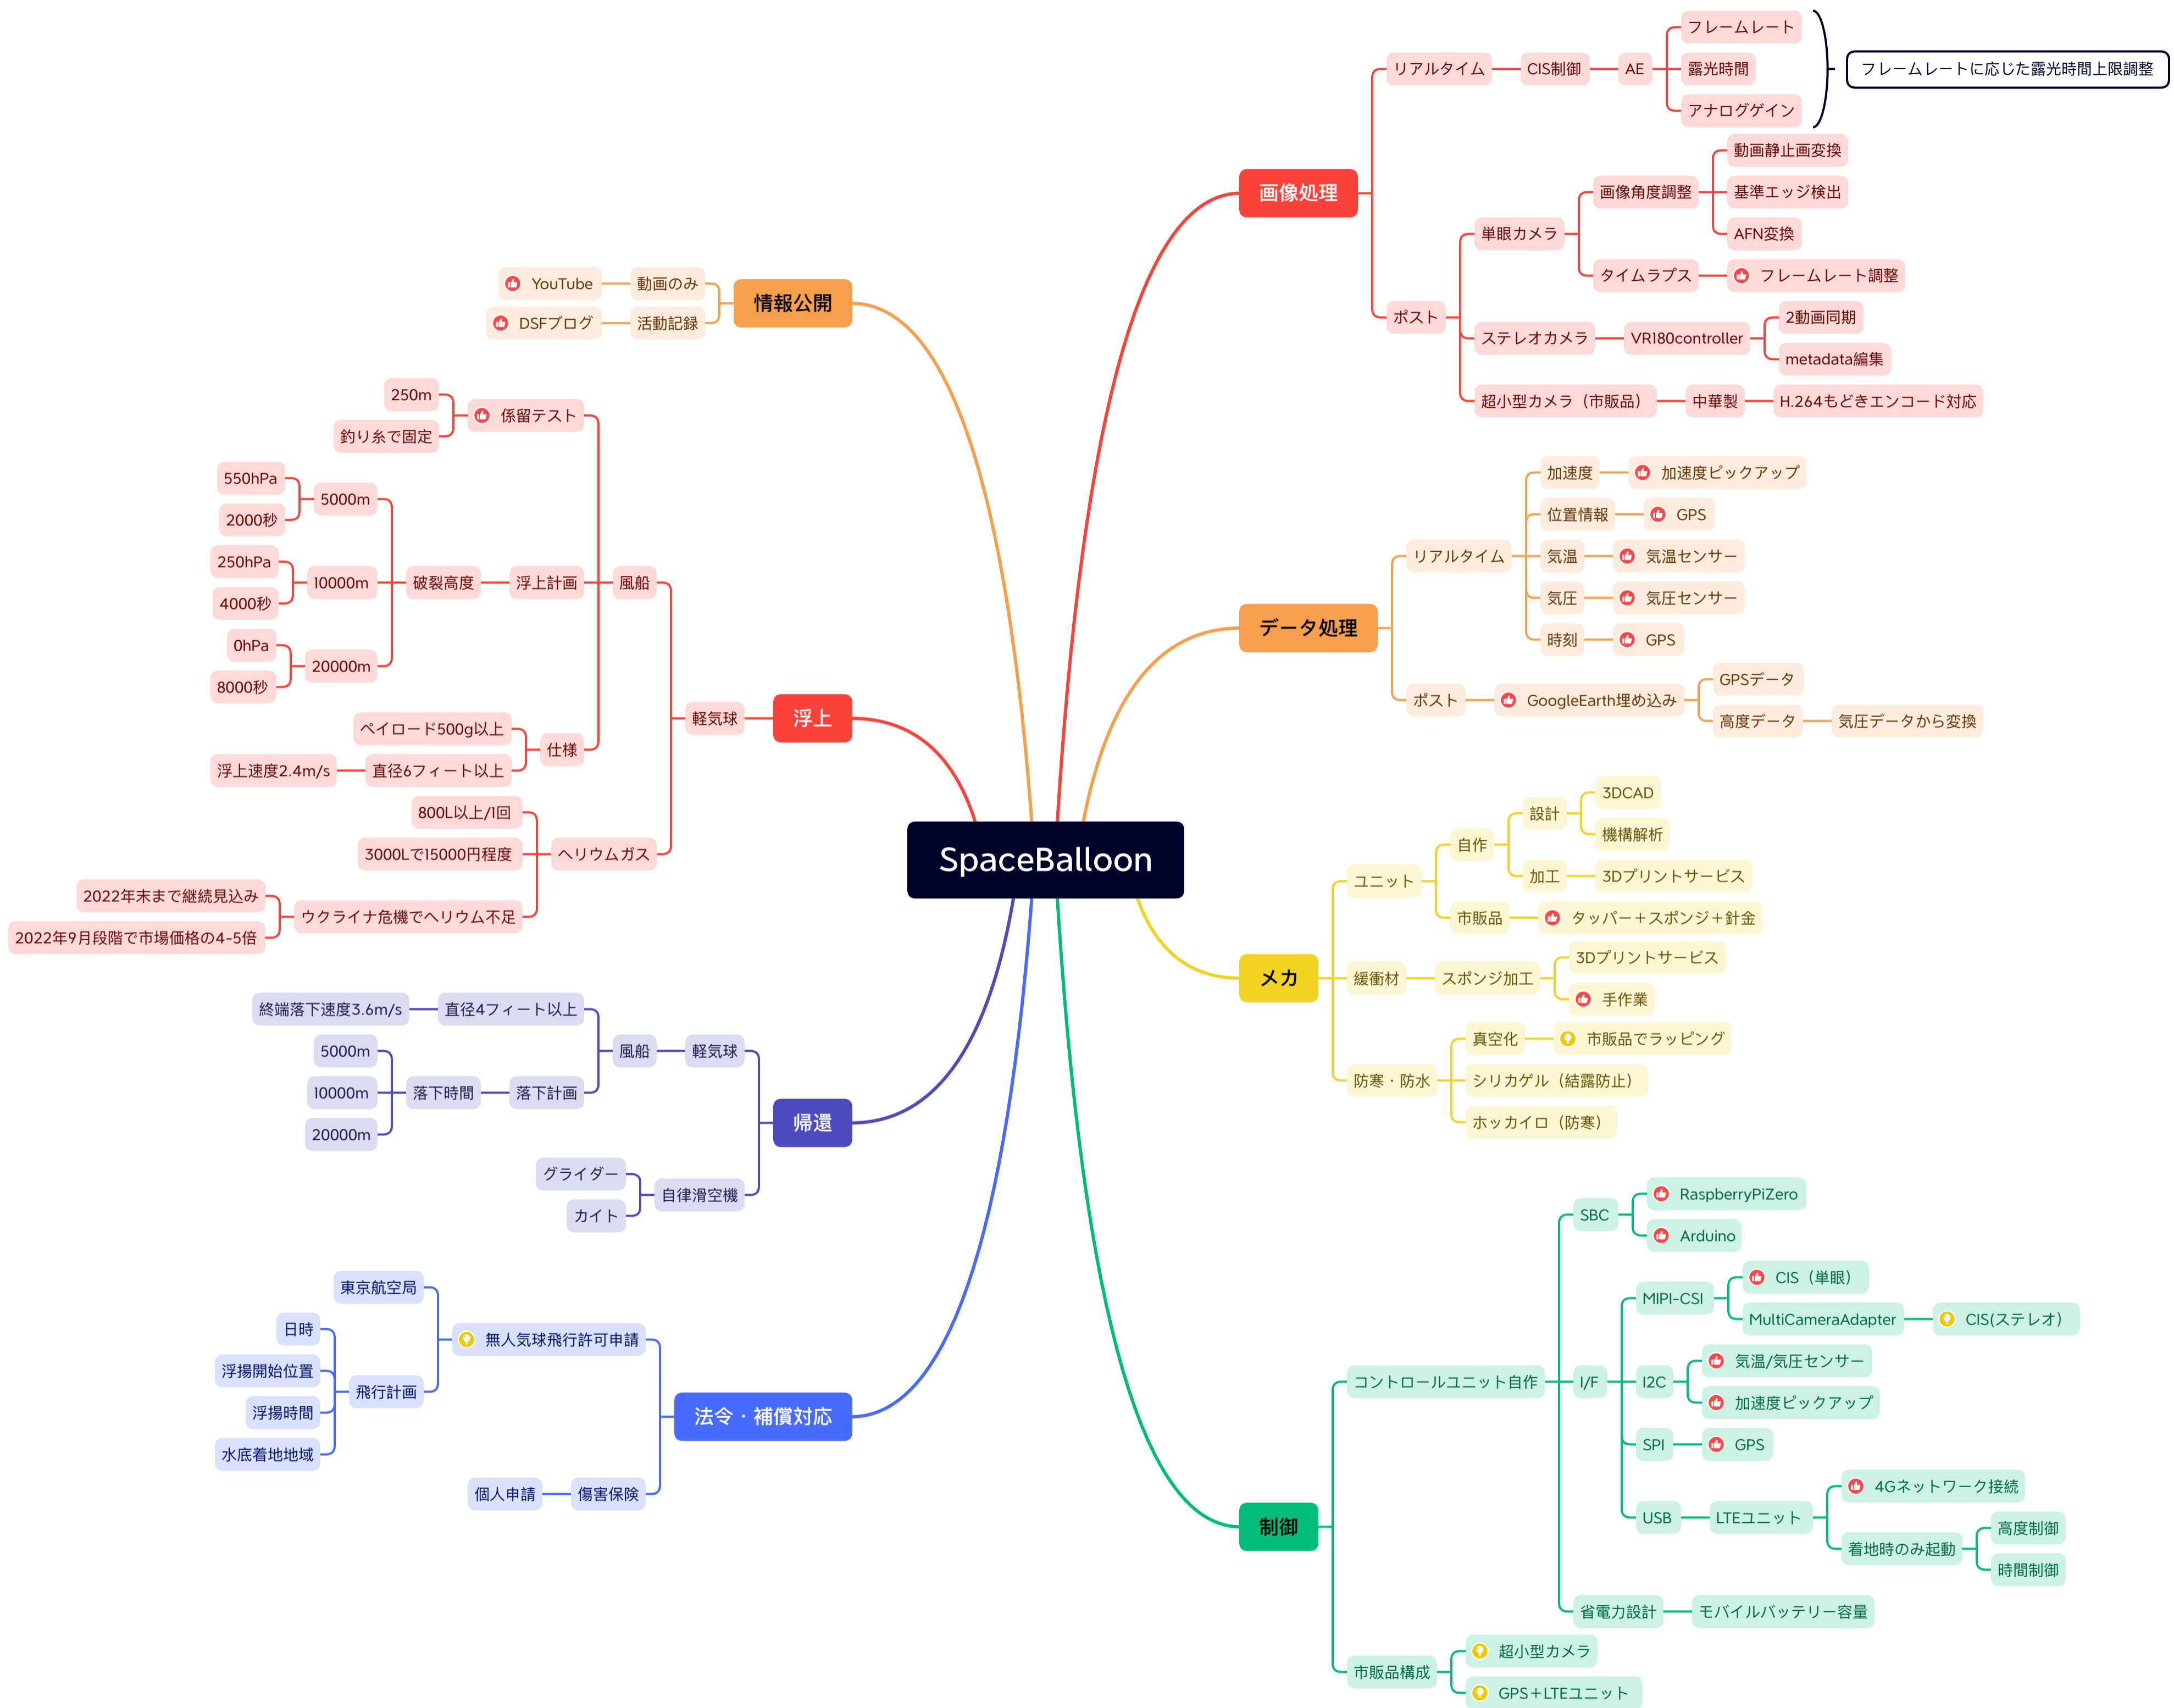 SpaceBalloon
画像処理
リアルタイム
CIS制御
AE
フレームレート
露光時間
アナログゲイン
フレームレートに応じた露光時間上限調整
ポスト
単眼カメラ
画像角度調整
動画静止画変換
基準エッジ検出
AFN変換
タイムラプス
フレームレート調整
ステレオカメラ
VR180controller
2動画同期
metadata編集
超小型カメラ（市販品）
中華製
H.264もどきエンコード対応
データ処理
リアルタイム
加速度
加速度ピックアップ
位置情報
GPS
気温
気温センサー
気圧
気圧センサー
時刻
GPS
ポスト
GoogleEarth埋め込み
GPSデータ
高度データ
気圧データから変換
メカ
ユニット
自作
設計
3DCAD
機構解析
加工
3Dプリントサービス
市販品
タッパー＋スポンジ＋針金
緩衝材
スポンジ加工
3Dプリントサービス
手作業
防寒・防水
真空化
市販品でラッピング
シリカゲル（結露防止）
ホッカイロ（防寒）
制御
コントロールユニット自作
SBC
RaspberryPiZero
Arduino
I/F
MIPI-CSI
CIS（単眼）
MultiCameraAdapter
CIS(ステレオ）
I2C
気温/気圧センサー
加速度ピックアップ
SPI
GPS
USB
LTEユニット
4Gネットワーク接続
着地時のみ起動
高度制御
時間制御
省電力設計
モバイルバッテリー容量
市販品構成
超小型カメラ
GPS＋LTEユニット
情報公開
動画のみ
YouTube
活動記録
DSFブログ
浮上
軽気球
風船
係留テスト
250m
釣り糸で固定
浮上計画
破裂高度
5000m
550hPa
2000秒
10000m
250hPa
4000秒
20000m
0hPa
8000秒
仕様
ペイロード500g以上
直径6フィート以上
浮上速度2.4m/s
ヘリウムガス
800L以上/1回
3000Lで15000円程度
ウクライナ危機でヘリウム不足
2022年末まで継続見込み
2022年9月段階で市場価格の4-5倍
帰還
軽気球
風船
直径4フィート以上
終端落下速度3.6m/s
落下計画
落下時間
5000m
10000m
20000m
自律滑空機
グライダー
カイト
法令・補償対応
無人気球飛行許可申請
東京航空局
飛行計画
日時
浮揚開始位置
浮揚時間
水底着地地域
傷害保険
個人申請